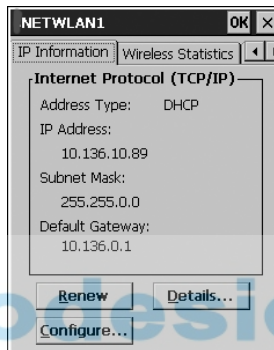 NETWLAN1 OK ×
IP Information Wireless Statistics
Internet Protocol (TCP/IP)
Address Type: DHCP
IP Address:
10.136.10.89
Subnet Mask:
255.255.0.0
Default Gateway:
10.136.0.1
Renew Details...
Configure...